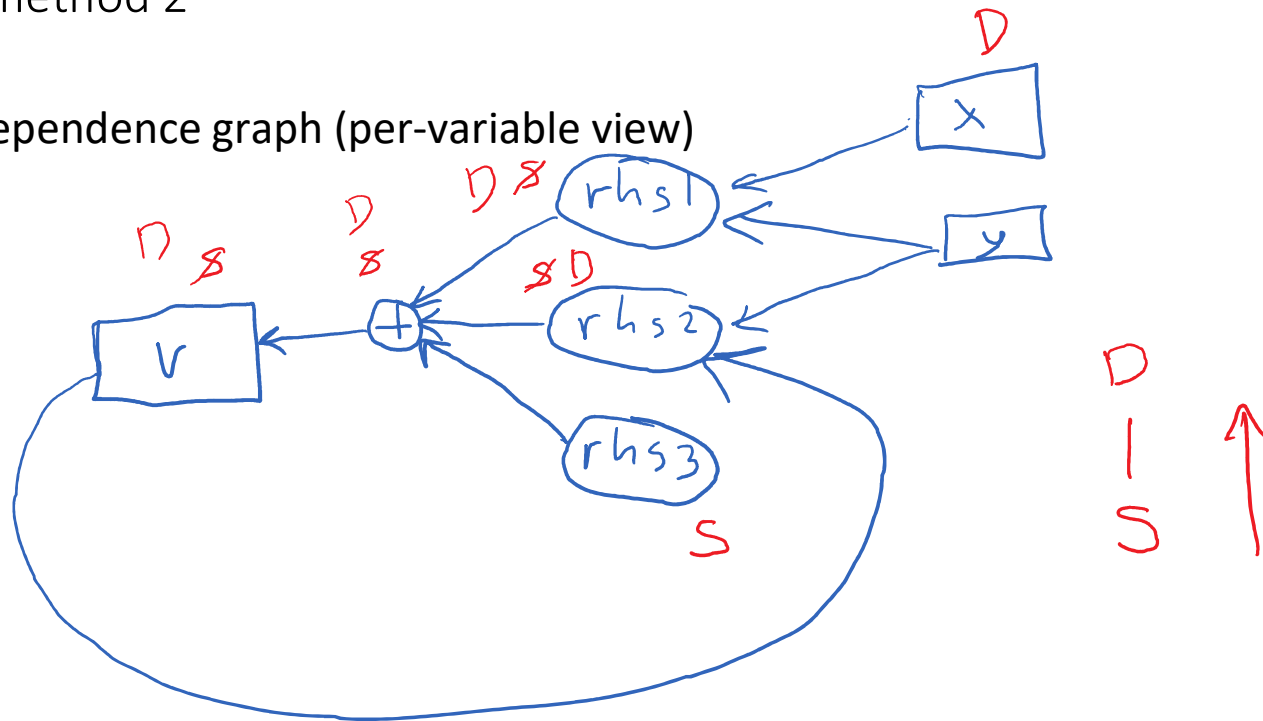 method 2
D
x
ependence graph (per-variable view)
D S
rhs1
y
D
S
D S
S D
+
rhs2
V
D
|
S
rhs3
S